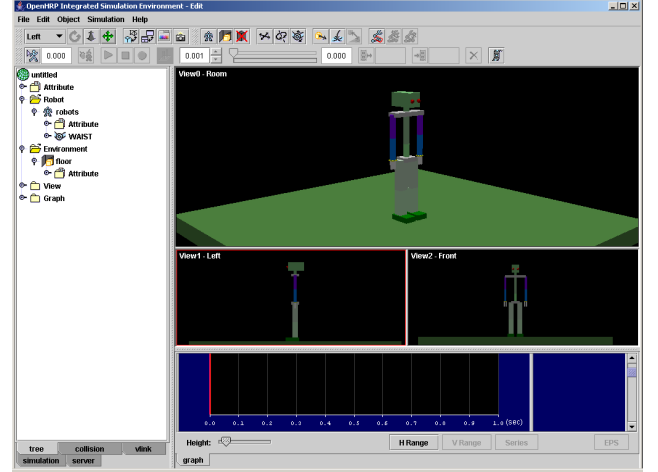 OpenHRP Integrated Simulation Environment - Edit
File Edit Object Simulation Help
Left
0.000 0.001 0.000
untitled
Attribute
Robot
robots
Attribute
WAIST
Environment
floor
Attribute
View
Graph
View0 - Room
View1 - Left
View2 - Front
0.0 0.1 0.2 0.3 0.4 0.5 0.6 0.7 0.8 0.9 1.0 (sec)
Height: H Range V Range Series EPS
graph
tree collision vlink
simulation server